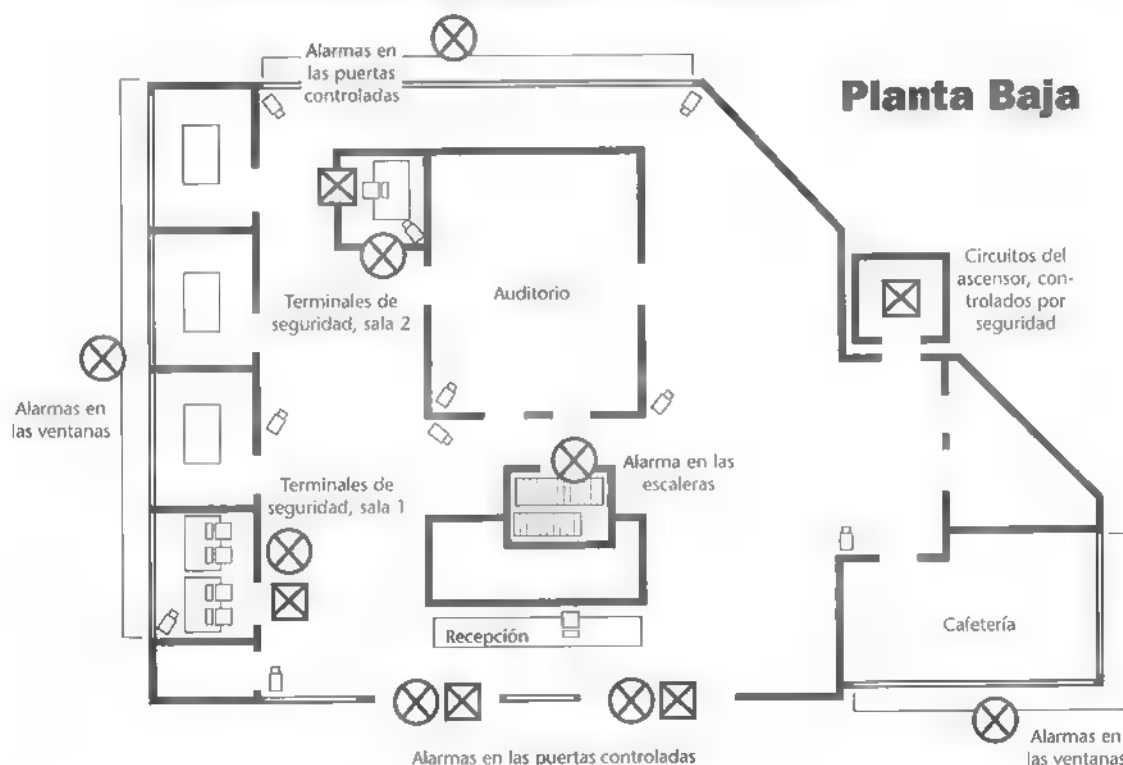 Alarmas en
las puertas
controladas
Planta Baja
Circuitos del
ascensor, con-
trolados por
seguridad
Auditorio
Terminales de
seguridad, sala 2
Alarmas en
las ventanas
Alarma en las
escaleras
Terminales de
seguridad, sala 1
Cafetería
Recepción
Alarmas en las puertas controladas
Alarmas en
las ventanas